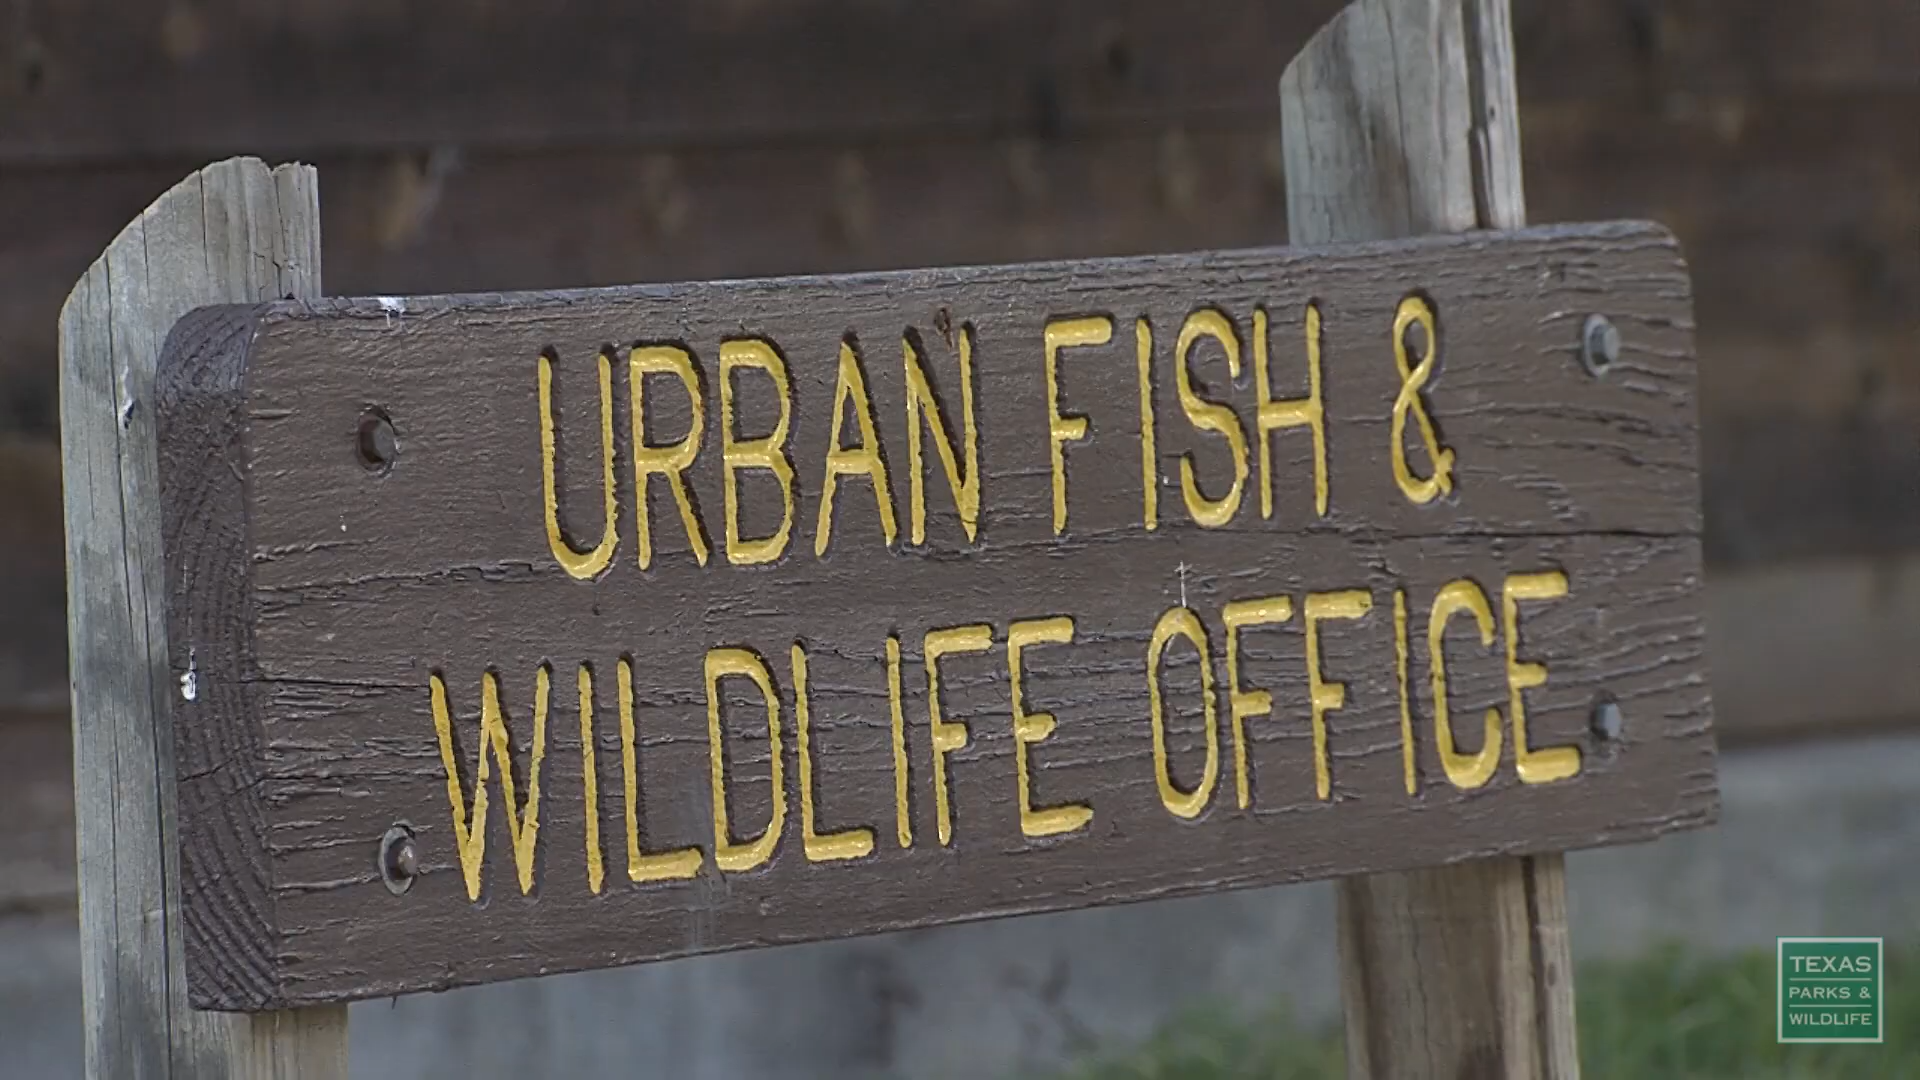 URBAN FISH &
WILDLIFE OFFICE
TEXAS
PARKS &
WILDLIFE